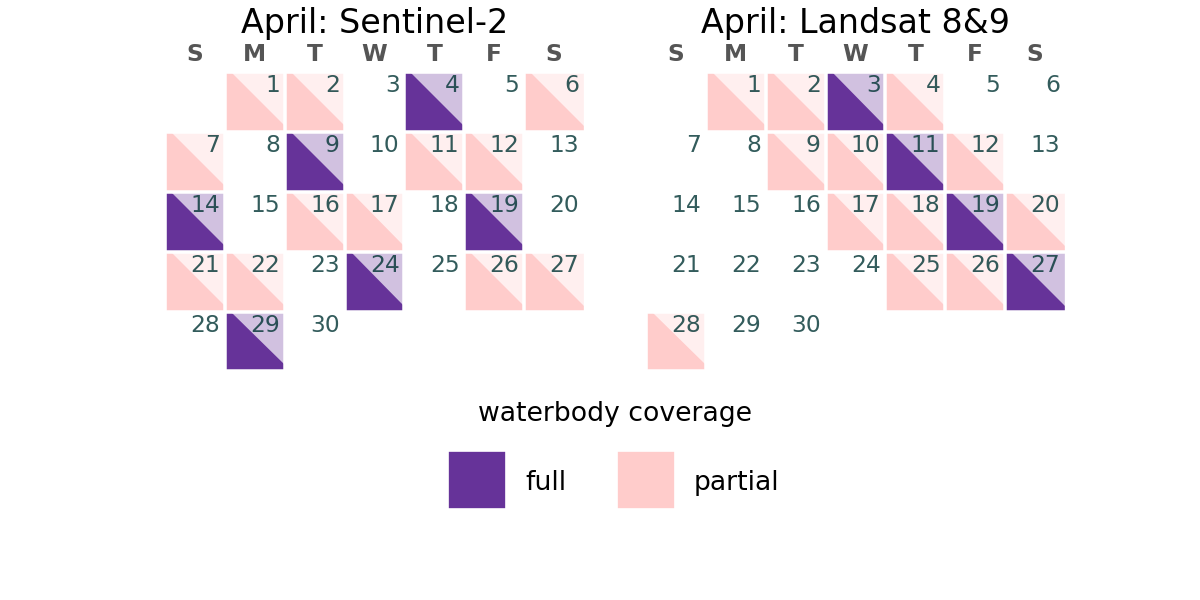 April: Sentinel-2
S M T W T F S
1 2 3 4 5 6
7 8 9 10 11 12 13
14 15 16 17 18 19 20
21 22 23 24 25 26 27
28 29 30
April: Landsat 8&9
S M T W T F S
1 2 3 4 5 6
7 8 9 10 11 12 13
14 15 16 17 18 19 20
21 22 23 24 25 26 27
28 29 30
waterbody coverage
full partial